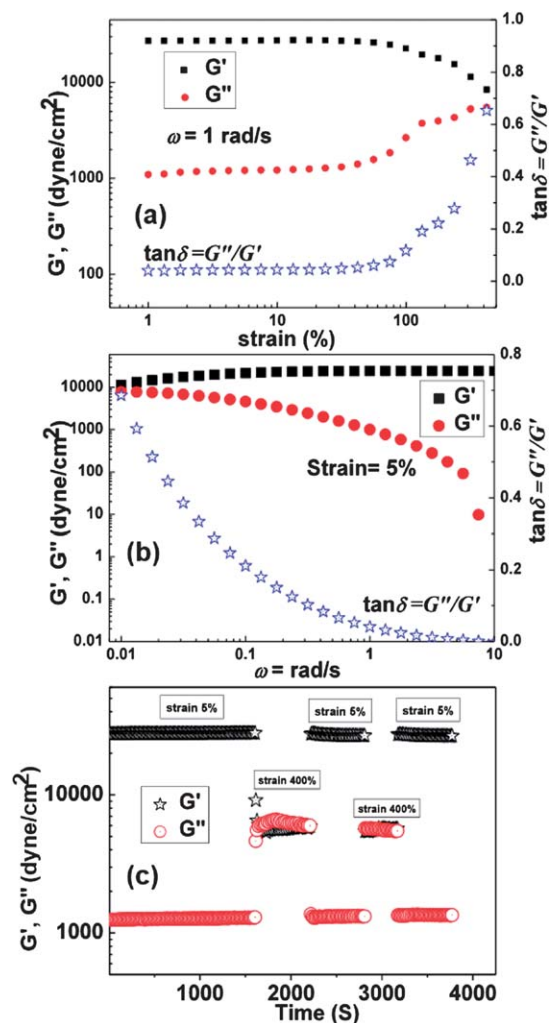 G', G'' (dyne/cm²)
10000
1000
100
G'
G''
ω = 1 rad/s
(a)
tanδ=G''/G'
1
10
100
strain (%)
1.0
0.8
0.6
0.4
0.2
0.0
tanδ=G''/G'
G', G'' (dyne/cm²)
10000
1000
100
10
1
0.1
0.01
G'
G''
Strain= 5%
(b)
tanδ=G''/G'
0.01
0.1
1
10
ω= rad/s
0.8
0.6
0.4
0.2
0.0
tanδ=G''/G'
G', G'' (dyne/cm²)
10000
1000
strain 5%
strain 5%
strain 5%
G'
G''
strain 400%
strain 400%
(c)
1000
2000
3000
4000
Time (S)